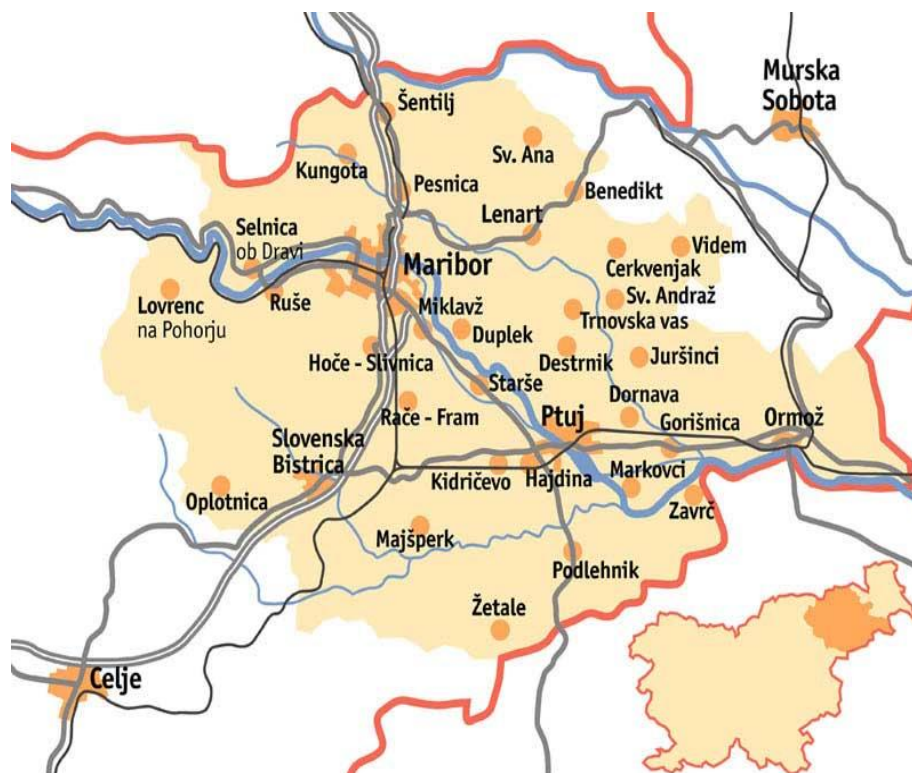 Murska
Sobota
Šentilj
Sv. Ana
Kungota
Pesnica
Benedikt
Lenart
Selnica
ob Dravi
Videm
Cerkvenjak
Maribor
Lovrenc
na Pohorju
Ruše
Sv. Andraž
Miklavž
Trnovska vas
Duplek
Hoče - Slivnica
Destrnik
Juršinci
Starše
Dornava
Rače - Fram
Ptuj
Gorišnica
Ormož
Slovenska
Bistrica
Kidričevo
Hajdina
Markovci
Oplotnica
Zavrč
Majšperk
Podlehnik
Žetale
Celje